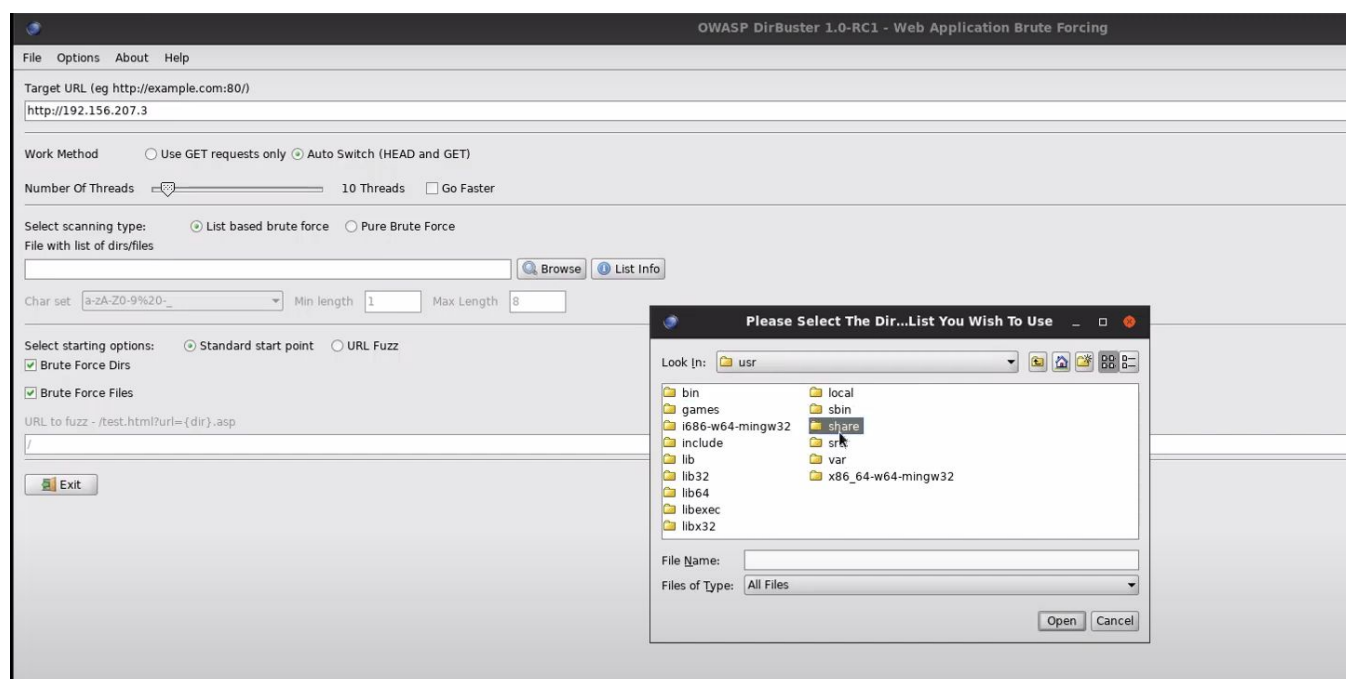 OWASP DirBuster 1.0-RC1 - Web Application Brute Forcing
File Options About Help
Target URL (eg http://example.com:80/)
http://192.156.207.3
Work Method Use GET requests only Auto Switch (HEAD and GET)
Number Of Threads 10 Threads Go Faster
Select scanning type: List based brute force Pure Brute Force
File with list of dirs/files
Browse List Info
Char set a-zA-Z0-9%20-_ Min length 1 Max Length 8
Select starting options: Standard start point URL Fuzz
Brute Force Dirs
Brute Force Files
URL to fuzz - /test.html?url={dir}.asp
/
Exit
Please Select The Dir...List You Wish To Use
Look In: usr
bin local
games sbin
i686-w64-mingw32 share
include src
lib var
lib32 x86_64-w64-mingw32
lib64
libexec
libx32
File Name:
Files of Type: All Files
Open Cancel